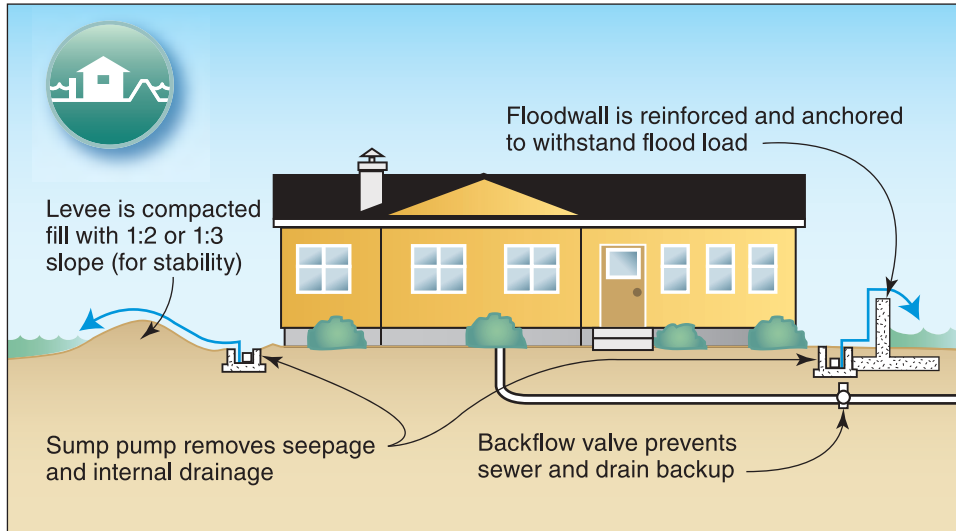 Floodwall is reinforced and anchored
to withstand flood load
Levee is compacted
fill with 1:2 or 1:3
slope (for stability)
Sump pump removes seepage
and internal drainage
Backflow valve prevents
sewer and drain backup